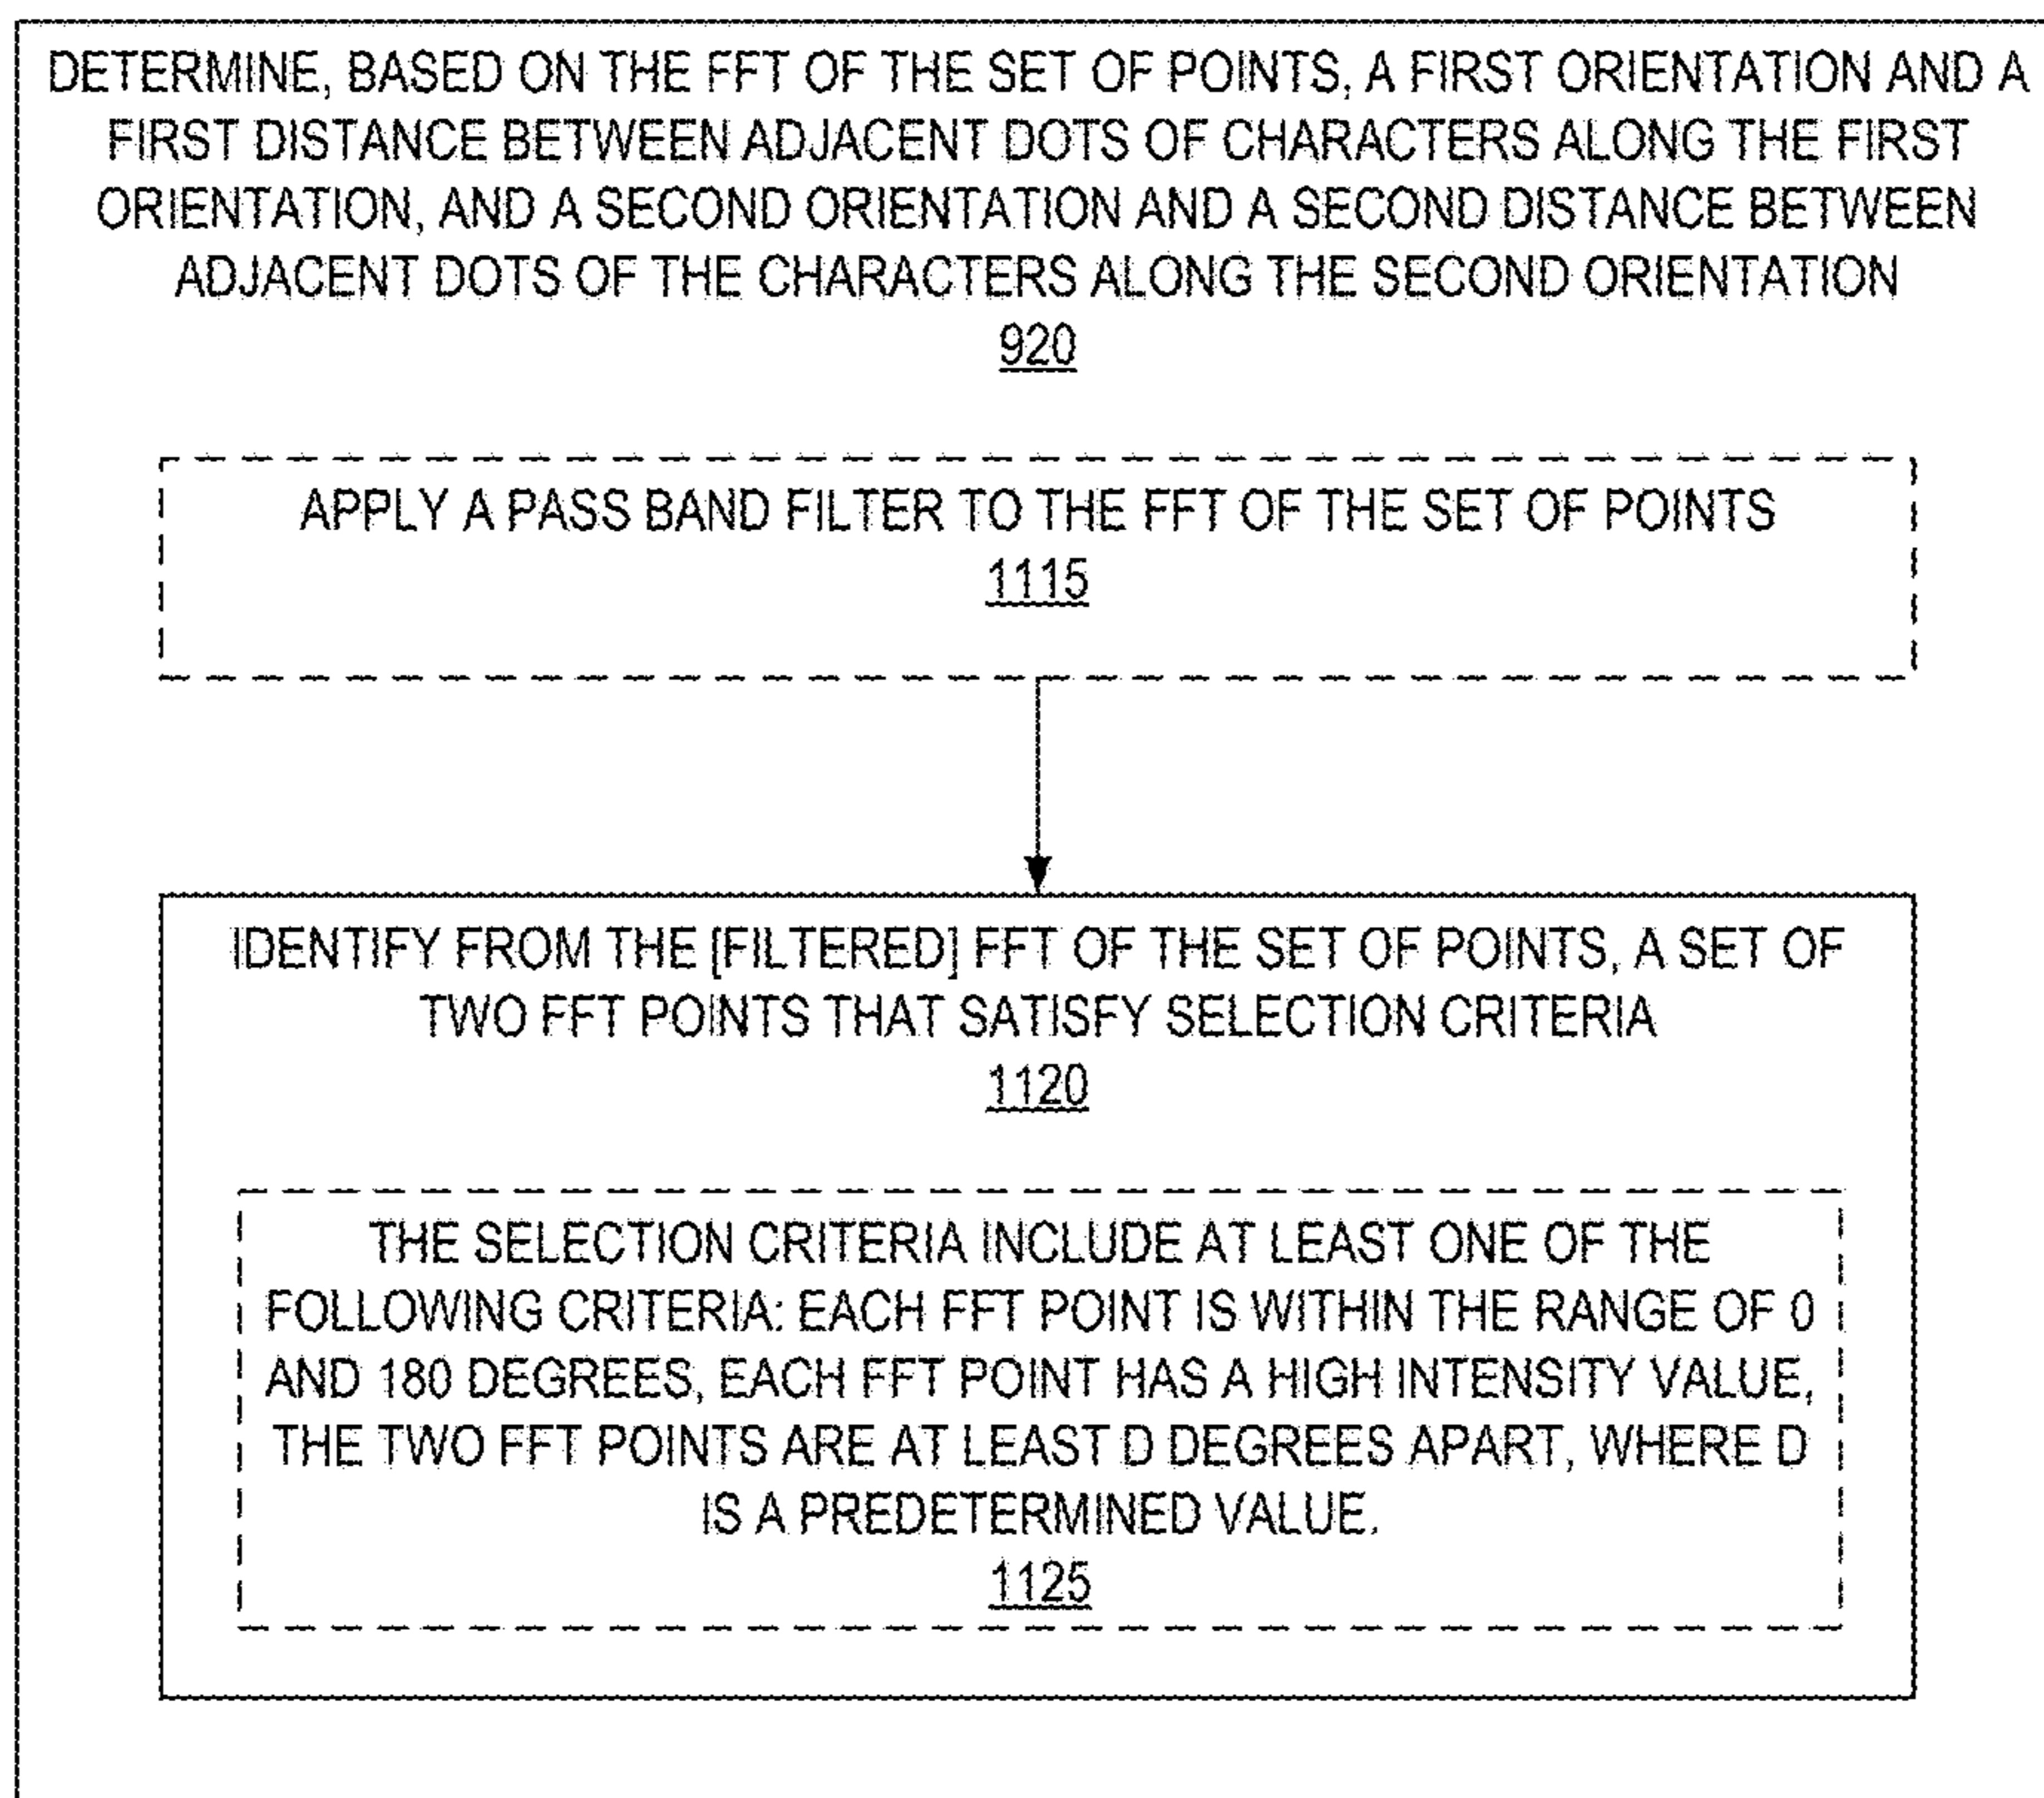 DETERMINE, BASED ON THE FFT OF THE SET OF POINTS, A FIRST ORIENTATION AND A
FIRST DISTANCE BETWEEN ADJACENT DOTS OF CHARACTERS ALONG THE FIRST
ORIENTATION, AND A SECOND ORIENTATION AND A SECOND DISTANCE BETWEEN
ADJACENT DOTS OF THE CHARACTERS ALONG THE SECOND ORIENTATION
920
APPLY A PASS BAND FILTER TO THE FFT OF THE SET OF POINTS
1115
IDENTIFY FROM THE [FILTERED] FFT OF THE SET OF POINTS, A SET OF
TWO FFT POINTS THAT SATISFY SELECTION CRITERIA
1120
THE SELECTION CRITERIA INCLUDE AT LEAST ONE OF THE
FOLLOWING CRITERIA: EACH FFT POINT IS WITHIN THE RANGE OF 0
AND 180 DEGREES, EACH FFT POINT HAS A HIGH INTENSITY VALUE,
THE TWO FFT POINTS ARE AT LEAST D DEGREES APART, WHERE D
IS A PREDETERMINED VALUE.
1125